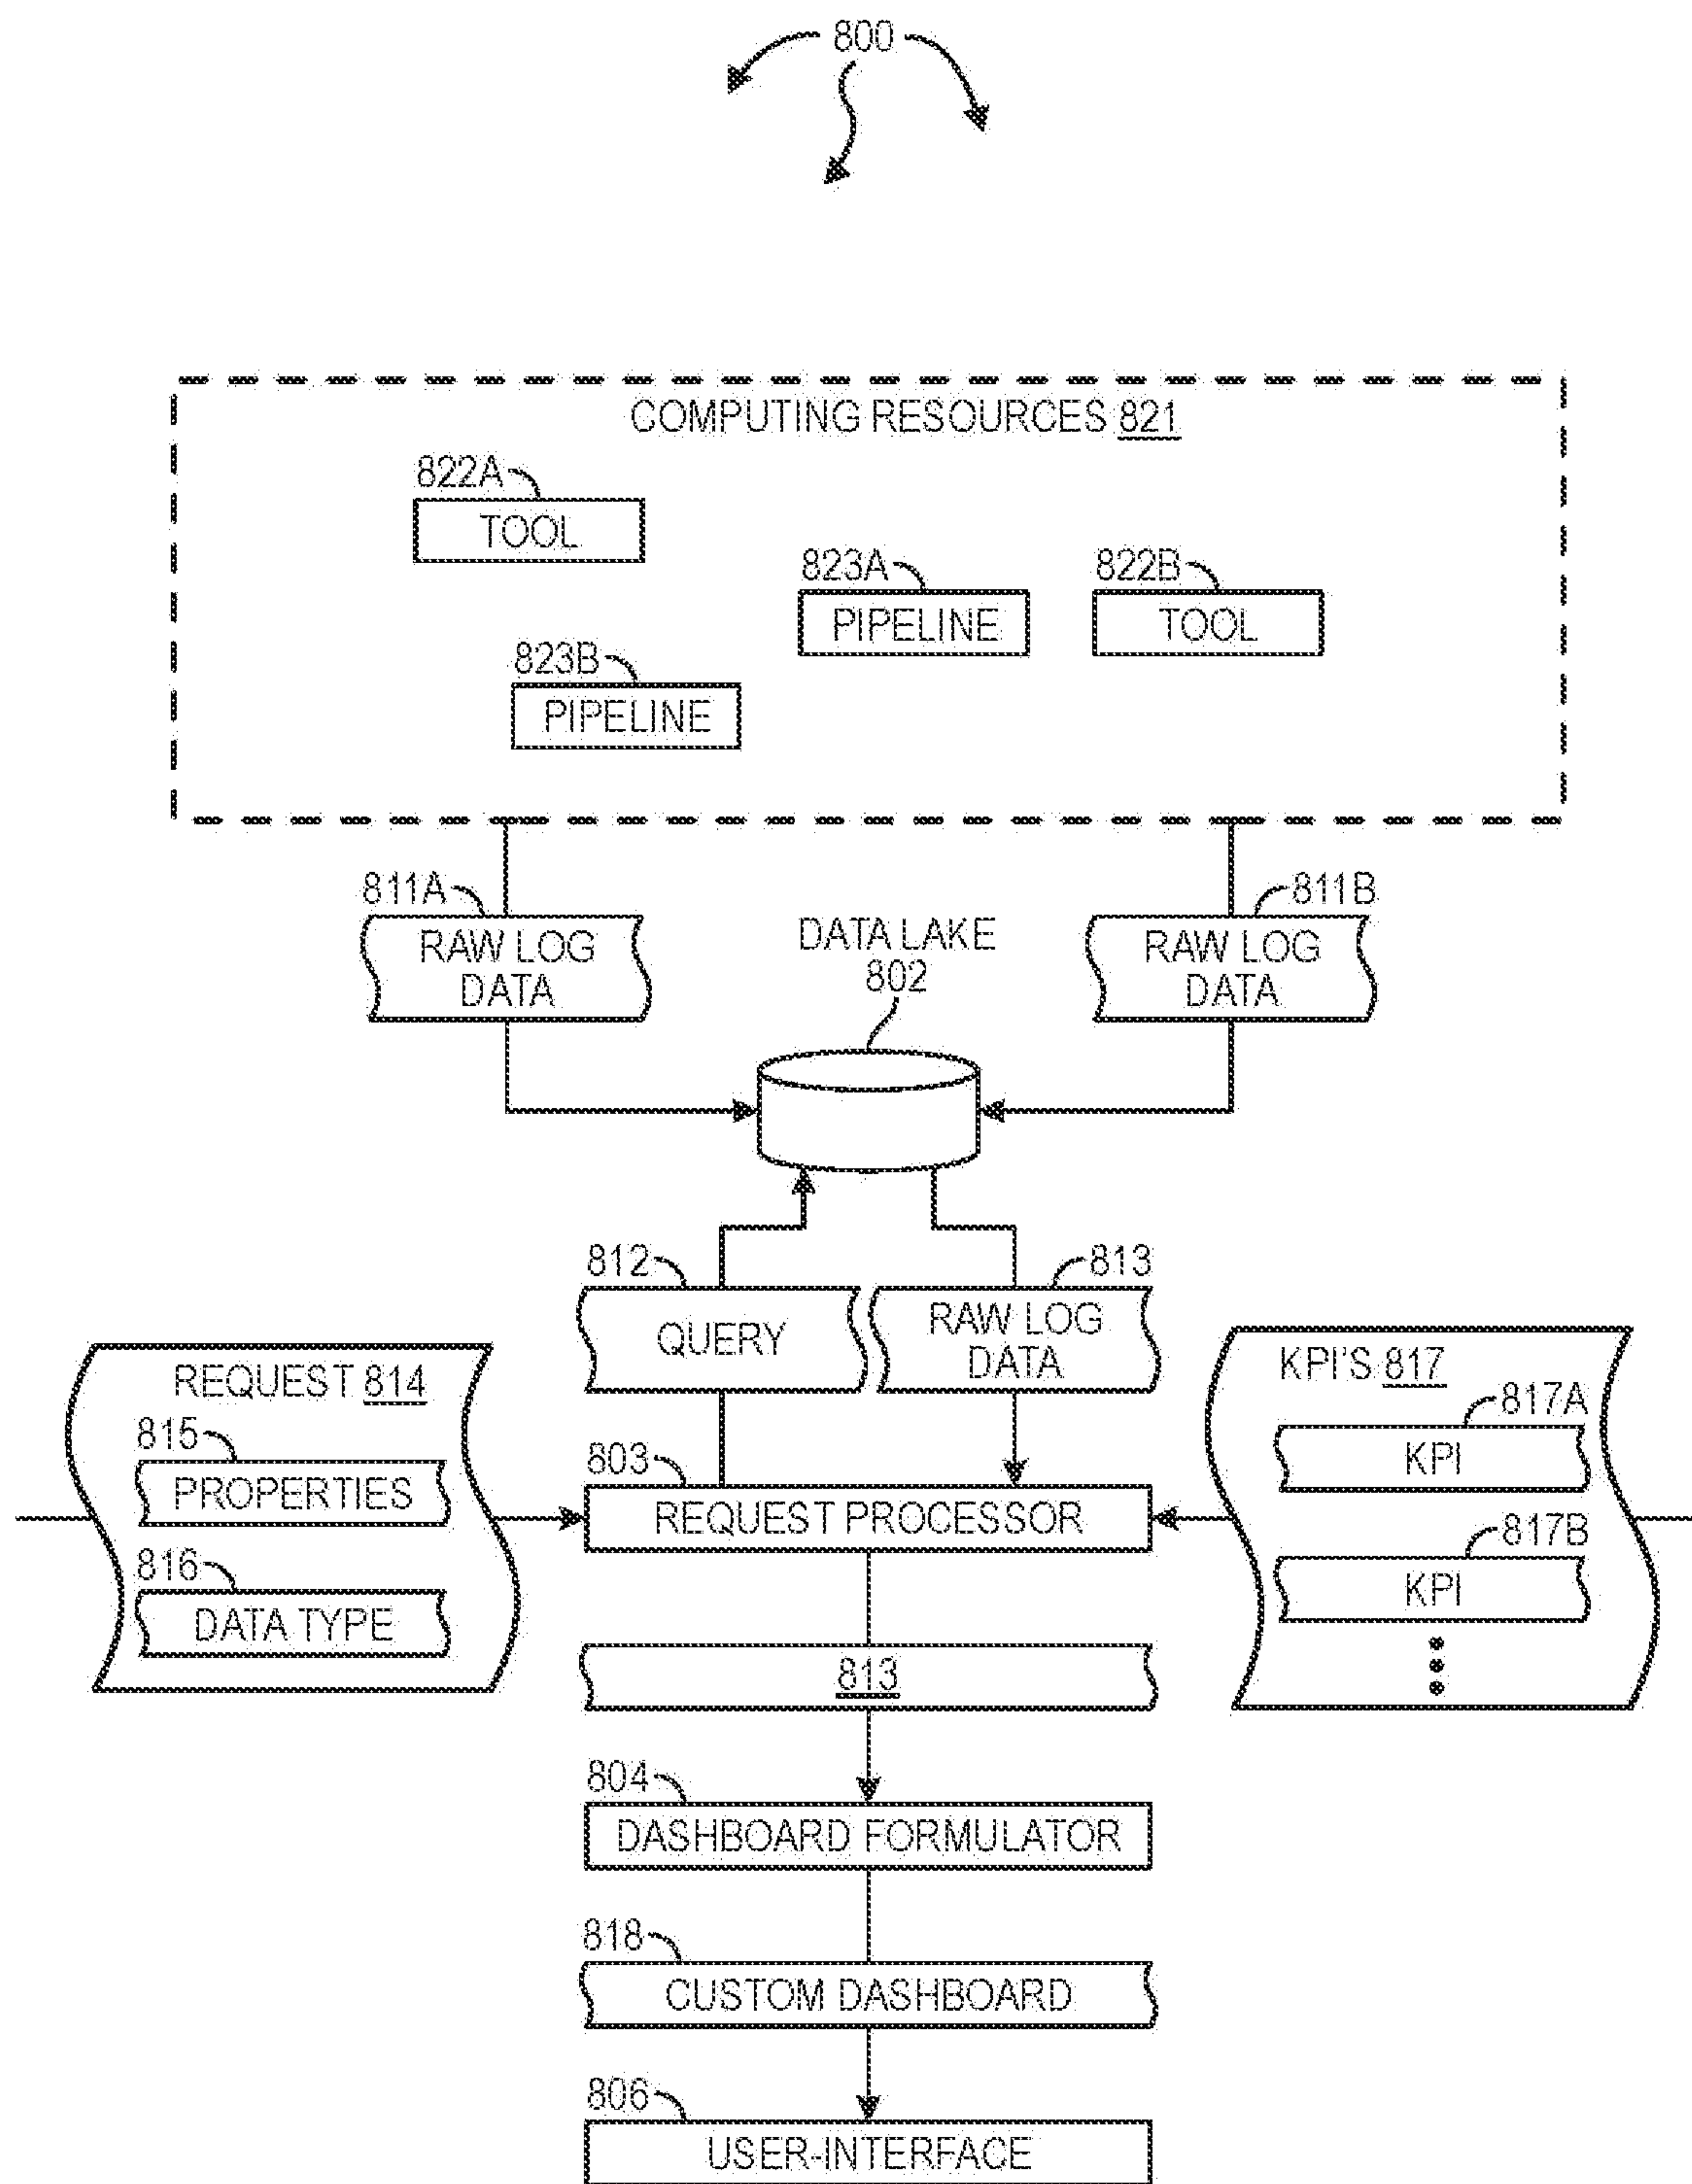 800
COMPUTING RESOURCES 821
822A
TOOL
823A
PIPELINE
822B
TOOL
823B
PIPELINE
811A
RAW LOG
DATA
DATA LAKE
802
811B
RAW LOG
DATA
812
QUERY
813
RAW LOG
DATA
REQUEST 814
815
PROPERTIES
816
DATA TYPE
803
REQUEST PROCESSOR
KPI'S 817
817A
KPI
817B
KPI
813
804
DASHBOARD FORMULATOR
818
CUSTOM DASHBOARD
806
USER-INTERFACE